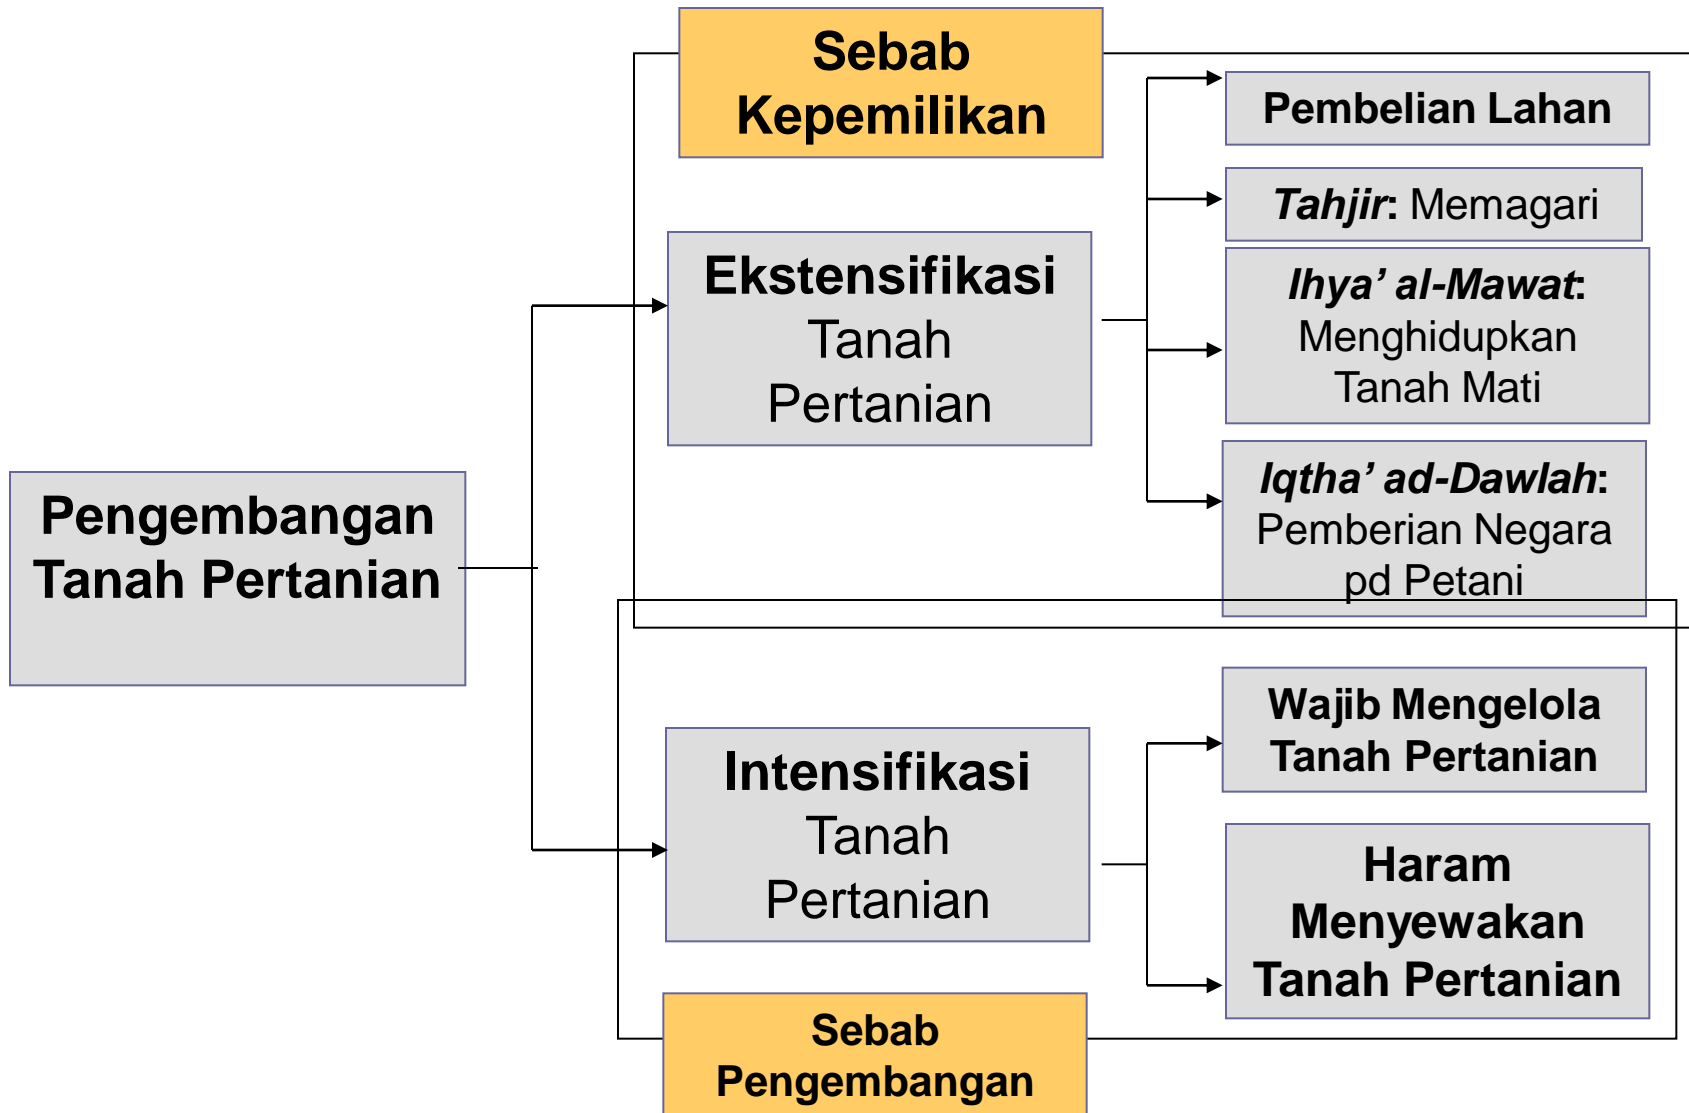 Sebab
Kepemilikan
Pembelian Lahan
Tahjir: Memagari
Ekstensifikasi
Tanah
Pertanian
Ihya’ al-Mawat:
Menghidupkan
Tanah Mati
Iqtha’ ad-Dawlah:
Pemberian Negara
pd Petani
Pengembangan
Tanah Pertanian
Intensifikasi
Tanah
Pertanian
Wajib Mengelola
Tanah Pertanian
Haram
Menyewakan
Tanah Pertanian
Sebab
Pengembangan